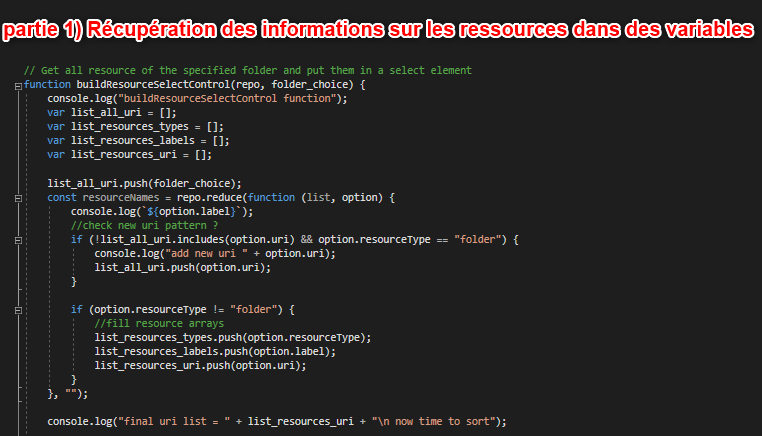 partie 1) Récupération des informations sur les ressources dans des variables
// Get all resource of the specified folder and put them in a select element
function buildResourceSelectControl(repo, folder_choice) {
    console.log("buildResourceSelectControl function");
    var list_all_uri = [];
    var list_resources_types = [];
    var list_resources_labels = [];
    var list_resources_uri = [];

    list_all_uri.push(folder_choice);
    const resourceNames = repo.reduce(function (list, option) {
        console.log(`${option.label}`);
        //check new uri pattern ?
        if (!list_all_uri.includes(option.uri) && option.resourceType == "folder") {
            console.log("add new uri " + option.uri);
            list_all_uri.push(option.uri);
        }

        if (option.resourceType != "folder") {
            //fill resource arrays
            list_resources_types.push(option.resourceType);
            list_resources_labels.push(option.label);
            list_resources_uri.push(option.uri);
        }
    }, "");

    console.log("final uri list = " + list_resources_uri + "\n now time to sort");